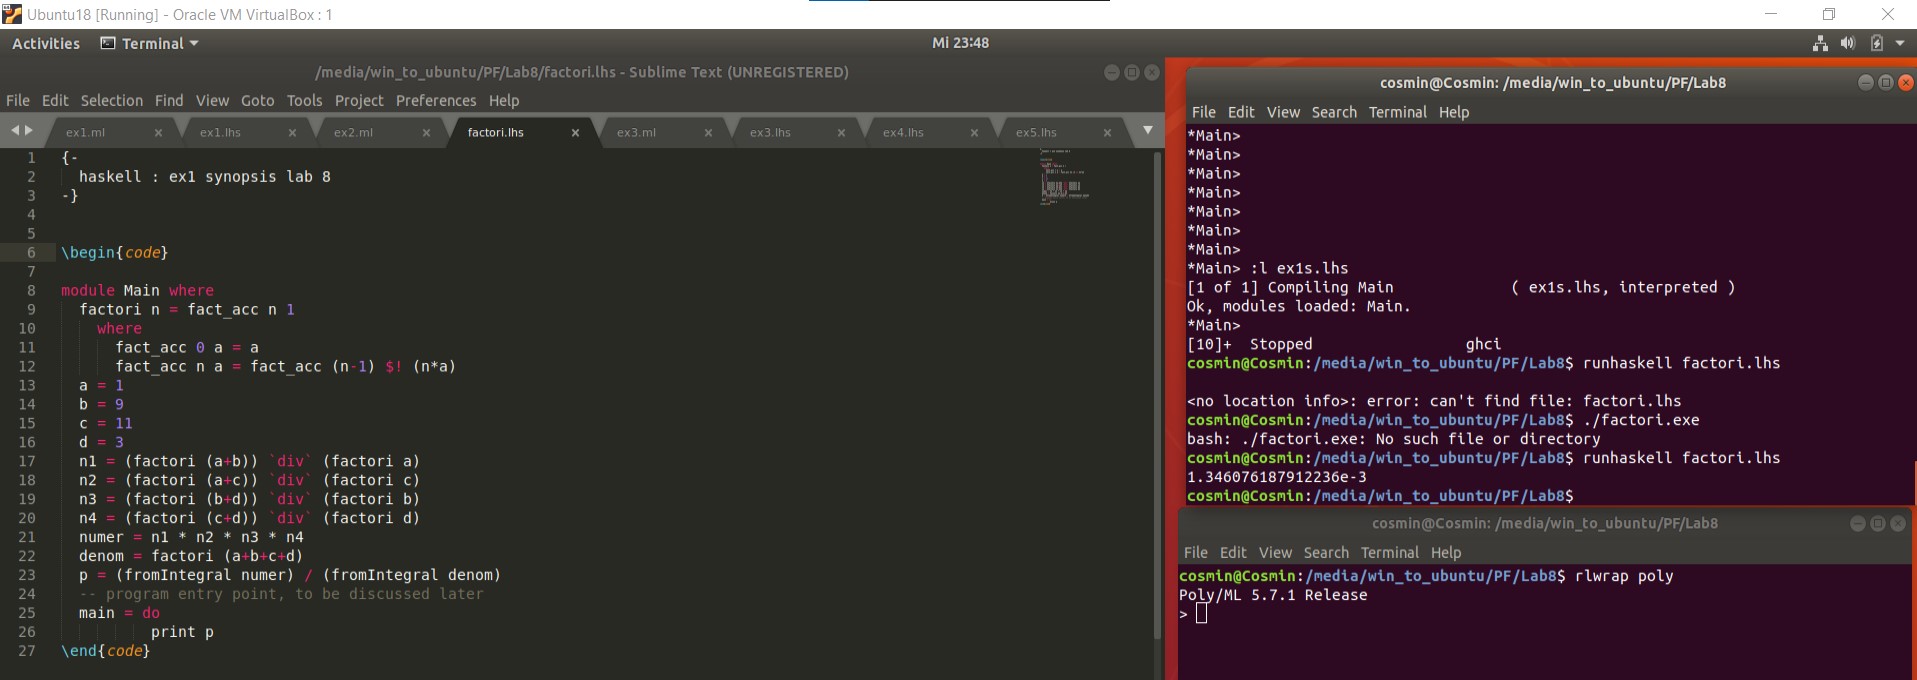 Ubuntu18 [Running] - Oracle VM VirtualBox : 1
Activities Terminal Mi 23:48
/media/win_to_ubuntu/PF/Lab8/factori.lhs - Sublime Text (UNREGISTERED)
File Edit Selection Find View Goto Tools Project Preferences Help
ex1.ml × ex1.lhs × ex2.ml × factori.lhs × ex3.ml × ex3.lhs × ex4.lhs × ex5.lhs ×
1 {-
2 haskell : ex1 synopsis lab 8
3 -}
4
5
6 \begin{code}
7
8 module Main where
9 factori n = fact_acc n 1
10 where
11 fact_acc 0 a = a
12 fact_acc n a = fact_acc (n-1) $! (n*a)
13 a = 1
14 b = 9
15 c = 11
16 d = 3
17 n1 = (factori (a+b)) `div` (factori a)
18 n2 = (factori (a+c)) `div` (factori c)
19 n3 = (factori (b+d)) `div` (factori b)
20 n4 = (factori (c+d)) `div` (factori d)
21 numer = n1 * n2 * n3 * n4
22 denom = factori (a+b+c+d)
23 p = (fromIntegral numer) / (fromIntegral denom)
24 -- program entry point, to be discussed later
25 main = do
26 print p
27 \end{code}
cosmin@Cosmin: /media/win_to_ubuntu/PF/Lab8
File Edit View Search Terminal Help
*Main>
*Main>
*Main>
*Main>
*Main>
*Main>
*Main>
*Main> :l ex1s.lhs
[1 of 1] Compiling Main ( ex1s.lhs, interpreted )
Ok, modules loaded: Main.
*Main>
[10]+ Stopped ghci
cosmin@Cosmin:/media/win_to_ubuntu/PF/Lab8$ runhaskell factori.lhs
<no location info>: error: can't find file: factori.lhs
cosmin@Cosmin:/media/win_to_ubuntu/PF/Lab8$ ./factori.exe
bash: ./factori.exe: No such file or directory
cosmin@Cosmin:/media/win_to_ubuntu/PF/Lab8$ runhaskell factori.lhs
1.346076187912236e-3
cosmin@Cosmin:/media/win_to_ubuntu/PF/Lab8$
cosmin@Cosmin: /media/win_to_ubuntu/PF/Lab8
File Edit View Search Terminal Help
cosmin@Cosmin:/media/win_to_ubuntu/PF/Lab8$ rlwrap poly
Poly/ML 5.7.1 Release
>